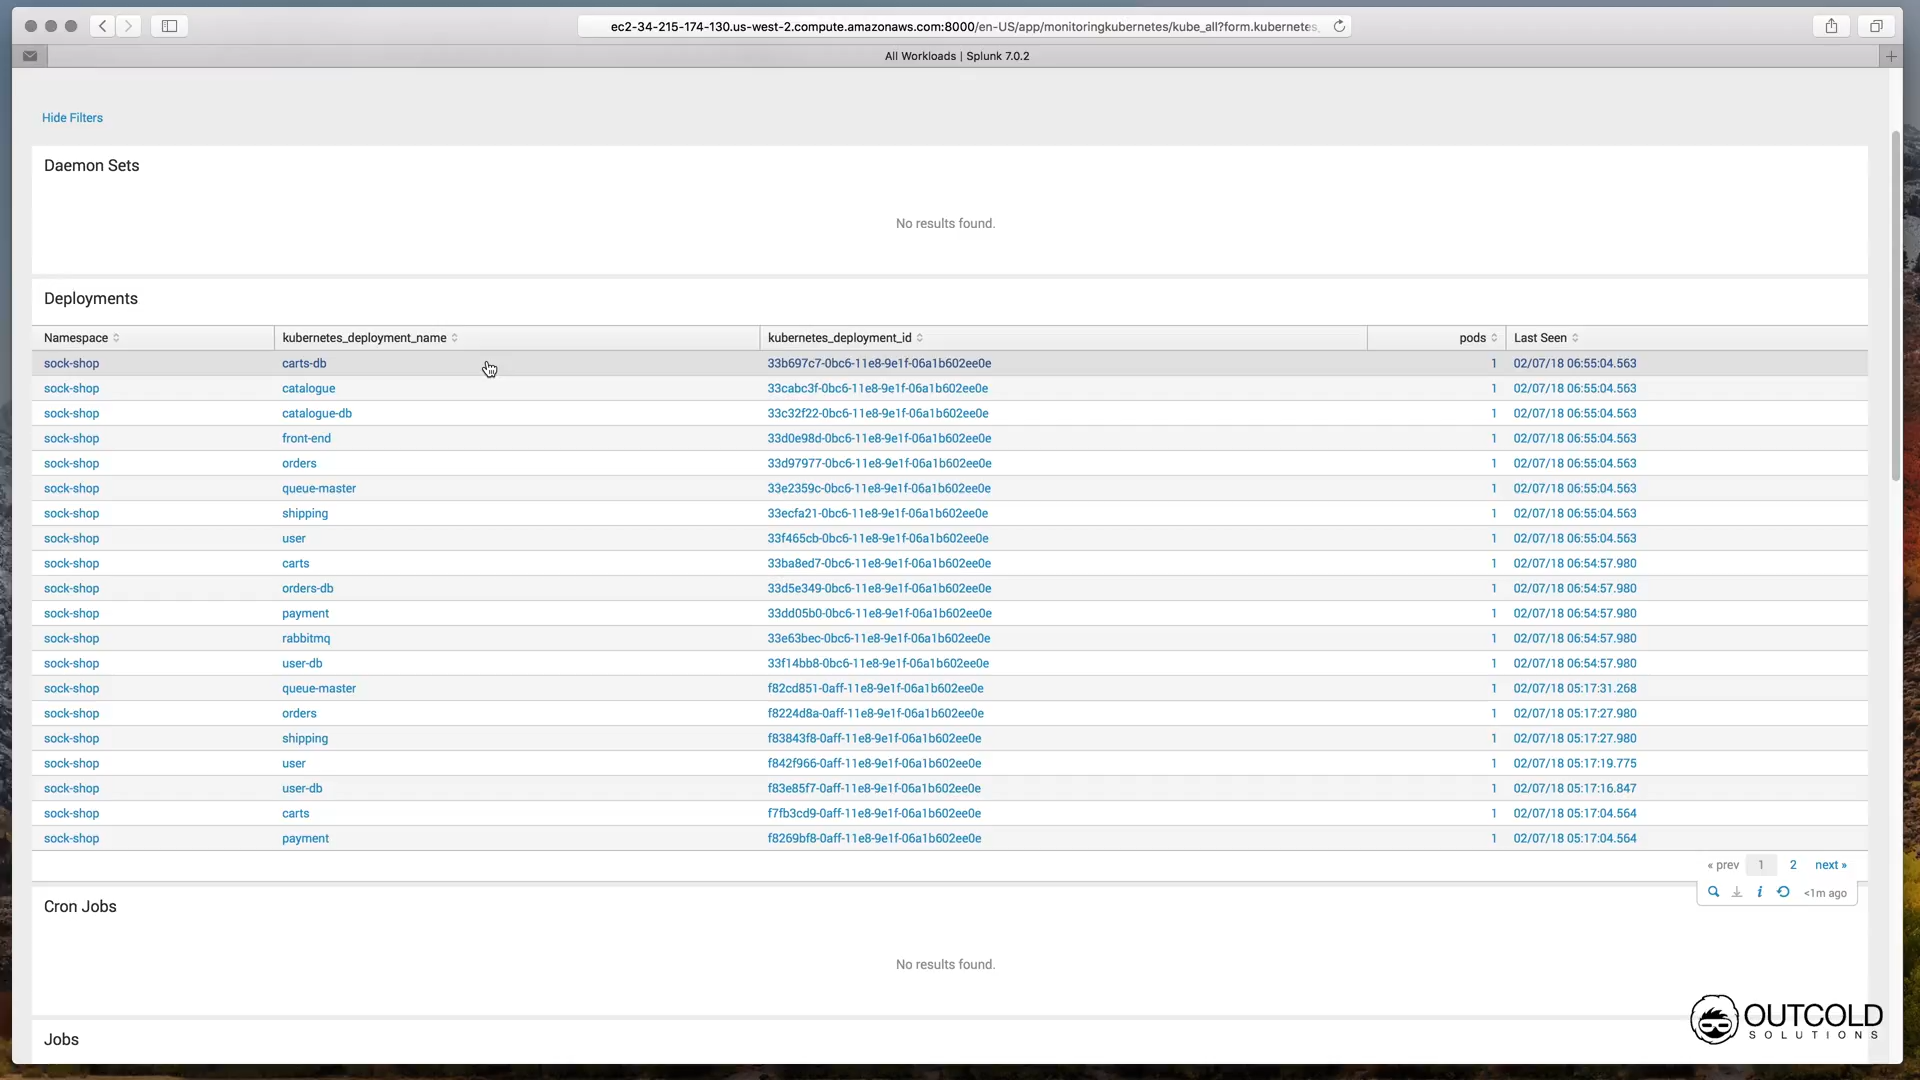 ec2-34-215-174-130.us-west-2.compute.amazonaws.com:8000/en-US/app/monitoringkubernetes/kube_all?form.kubernetes_
All Workloads | Splunk 7.0.2
Hide Filters
Daemon Sets
No results found.
Deployments
Namespace kubernetes_deployment_name kubernetes_deployment_id pods Last Seen
sock-shop carts-db 33b697c7-0bc6-11e8-9e1f-06a1b602ee0e 1 02/07/18 06:55:04.563
sock-shop catalogue 33cabc3f-0bc6-11e8-9e1f-06a1b602ee0e 1 02/07/18 06:55:04.563
sock-shop catalogue-db 33c32f22-0bc6-11e8-9e1f-06a1b602ee0e 1 02/07/18 06:55:04.563
sock-shop front-end 33d0e98d-0bc6-11e8-9e1f-06a1b602ee0e 1 02/07/18 06:55:04.563
sock-shop orders 33d97977-0bc6-11e8-9e1f-06a1b602ee0e 1 02/07/18 06:55:04.563
sock-shop queue-master 33e2359c-0bc6-11e8-9e1f-06a1b602ee0e 1 02/07/18 06:55:04.563
sock-shop shipping 33ecfa21-0bc6-11e8-9e1f-06a1b602ee0e 1 02/07/18 06:55:04.563
sock-shop user 33f465cb-0bc6-11e8-9e1f-06a1b602ee0e 1 02/07/18 06:55:04.563
sock-shop carts 33ba8ed7-0bc6-11e8-9e1f-06a1b602ee0e 1 02/07/18 06:54:57.980
sock-shop orders-db 33d5e349-0bc6-11e8-9e1f-06a1b602ee0e 1 02/07/18 06:54:57.980
sock-shop payment 33dd05b0-0bc6-11e8-9e1f-06a1b602ee0e 1 02/07/18 06:54:57.980
sock-shop rabbitmq 33e63bec-0bc6-11e8-9e1f-06a1b602ee0e 1 02/07/18 06:54:57.980
sock-shop user-db 33f14bb8-0bc6-11e8-9e1f-06a1b602ee0e 1 02/07/18 06:54:57.980
sock-shop queue-master f82cd851-0aff-11e8-9e1f-06a1b602ee0e 1 02/07/18 05:17:31.268
sock-shop orders f8224d8a-0aff-11e8-9e1f-06a1b602ee0e 1 02/07/18 05:17:27.980
sock-shop shipping f83843f8-0aff-11e8-9e1f-06a1b602ee0e 1 02/07/18 05:17:27.980
sock-shop user f842f966-0aff-11e8-9e1f-06a1b602ee0e 1 02/07/18 05:17:19.775
sock-shop user-db f83e85f7-0aff-11e8-9e1f-06a1b602ee0e 1 02/07/18 05:17:16.847
sock-shop carts f7fb3cd9-0aff-11e8-9e1f-06a1b602ee0e 1 02/07/18 05:17:04.564
sock-shop payment f8269bf8-0aff-11e8-9e1f-06a1b602ee0e 1 02/07/18 05:17:04.564
« prev 1 2 next »
<1m ago
Cron Jobs
No results found.
Jobs
OUTCOLD
SOLUTIONS